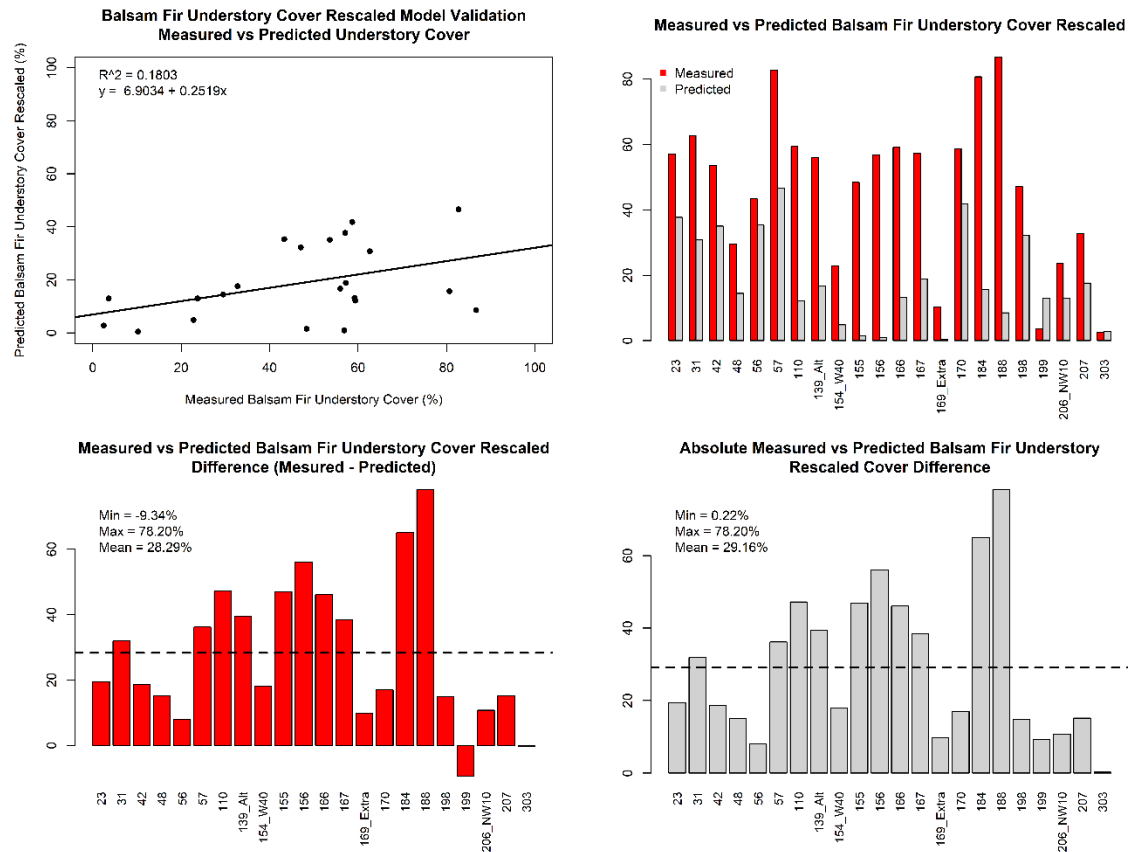 Balsam Fir Understory Cover Rescaled Model Validation
Measured vs Predicted Understory Cover
R^2 = 0.1803
y =  6.9034 + 0.2519x
Predicted Balsam Fir Understory Cover Rescaled (%)
100
80
60
40
20
0
0 20 40 60 80 100
Measured Balsam Fir Understory Cover (%)
Measured vs Predicted Balsam Fir Understory Cover Rescaled
Measured
Predicted
80
60
40
20
0
23 31 42 48 56 57 110 139_Alt 154_W40 155 156 166 167 169_Extra 170 184 188 198 199 206_NW10 207 303
Measured vs Predicted Balsam Fir Understory Cover Rescaled
Difference (Mesured - Predicted)
Min = -9.34%
Max = 78.20%
Mean = 28.29%
60
40
20
0
23 31 42 48 56 57 110 139_Alt 154_W40 155 156 166 167 169_Extra 170 184 188 198 199 206_NW10 207 303
Absolute Measured vs Predicted Balsam Fir Understory
Rescaled Cover Difference
Min = 0.22%
Max = 78.20%
Mean = 29.16%
60
40
20
0
23 31 42 48 56 57 110 139_Alt 154_W40 155 156 166 167 169_Extra 170 184 188 198 199 206_NW10 207 303